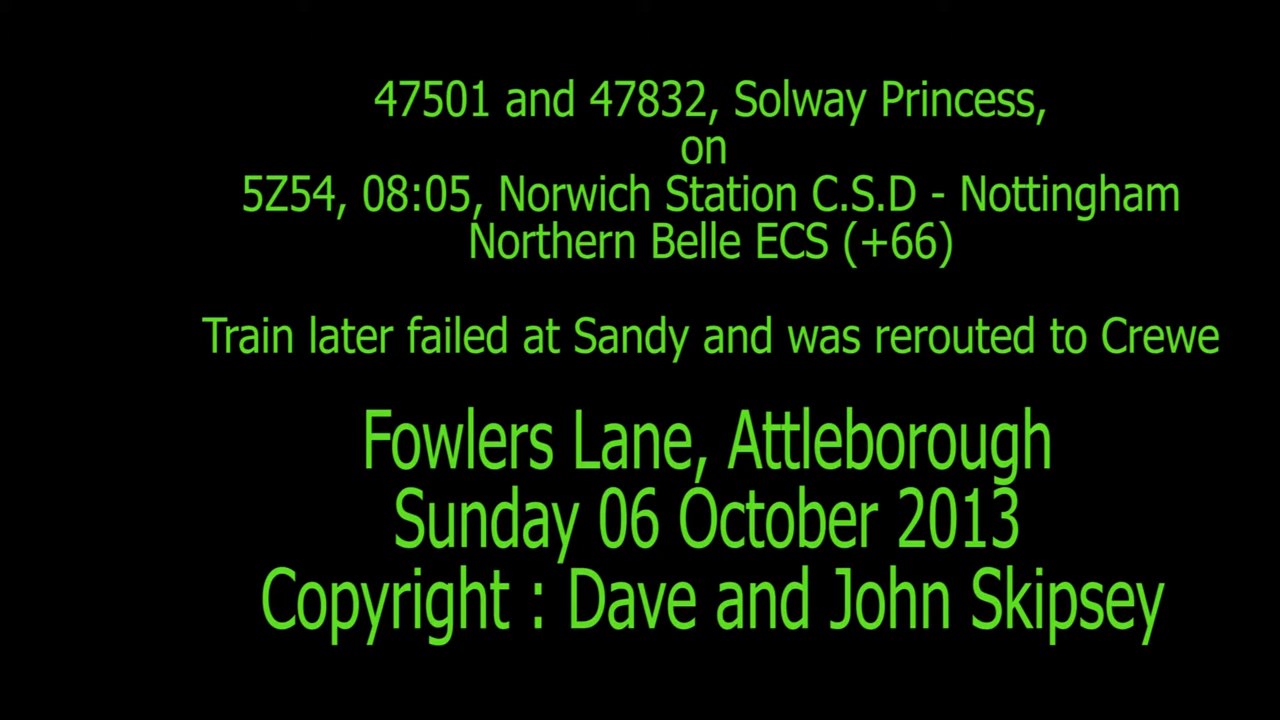 47501 and 47832, Solway Princess,
on
5Z54, 08:05, Norwich Station C.S.D - Nottingham
Northern Belle ECS (+66)
Train later failed at Sandy and was rerouted to Crewe
Fowlers Lane, Attleborough
Sunday 06 October 2013
Copyright : Dave and John Skipsey